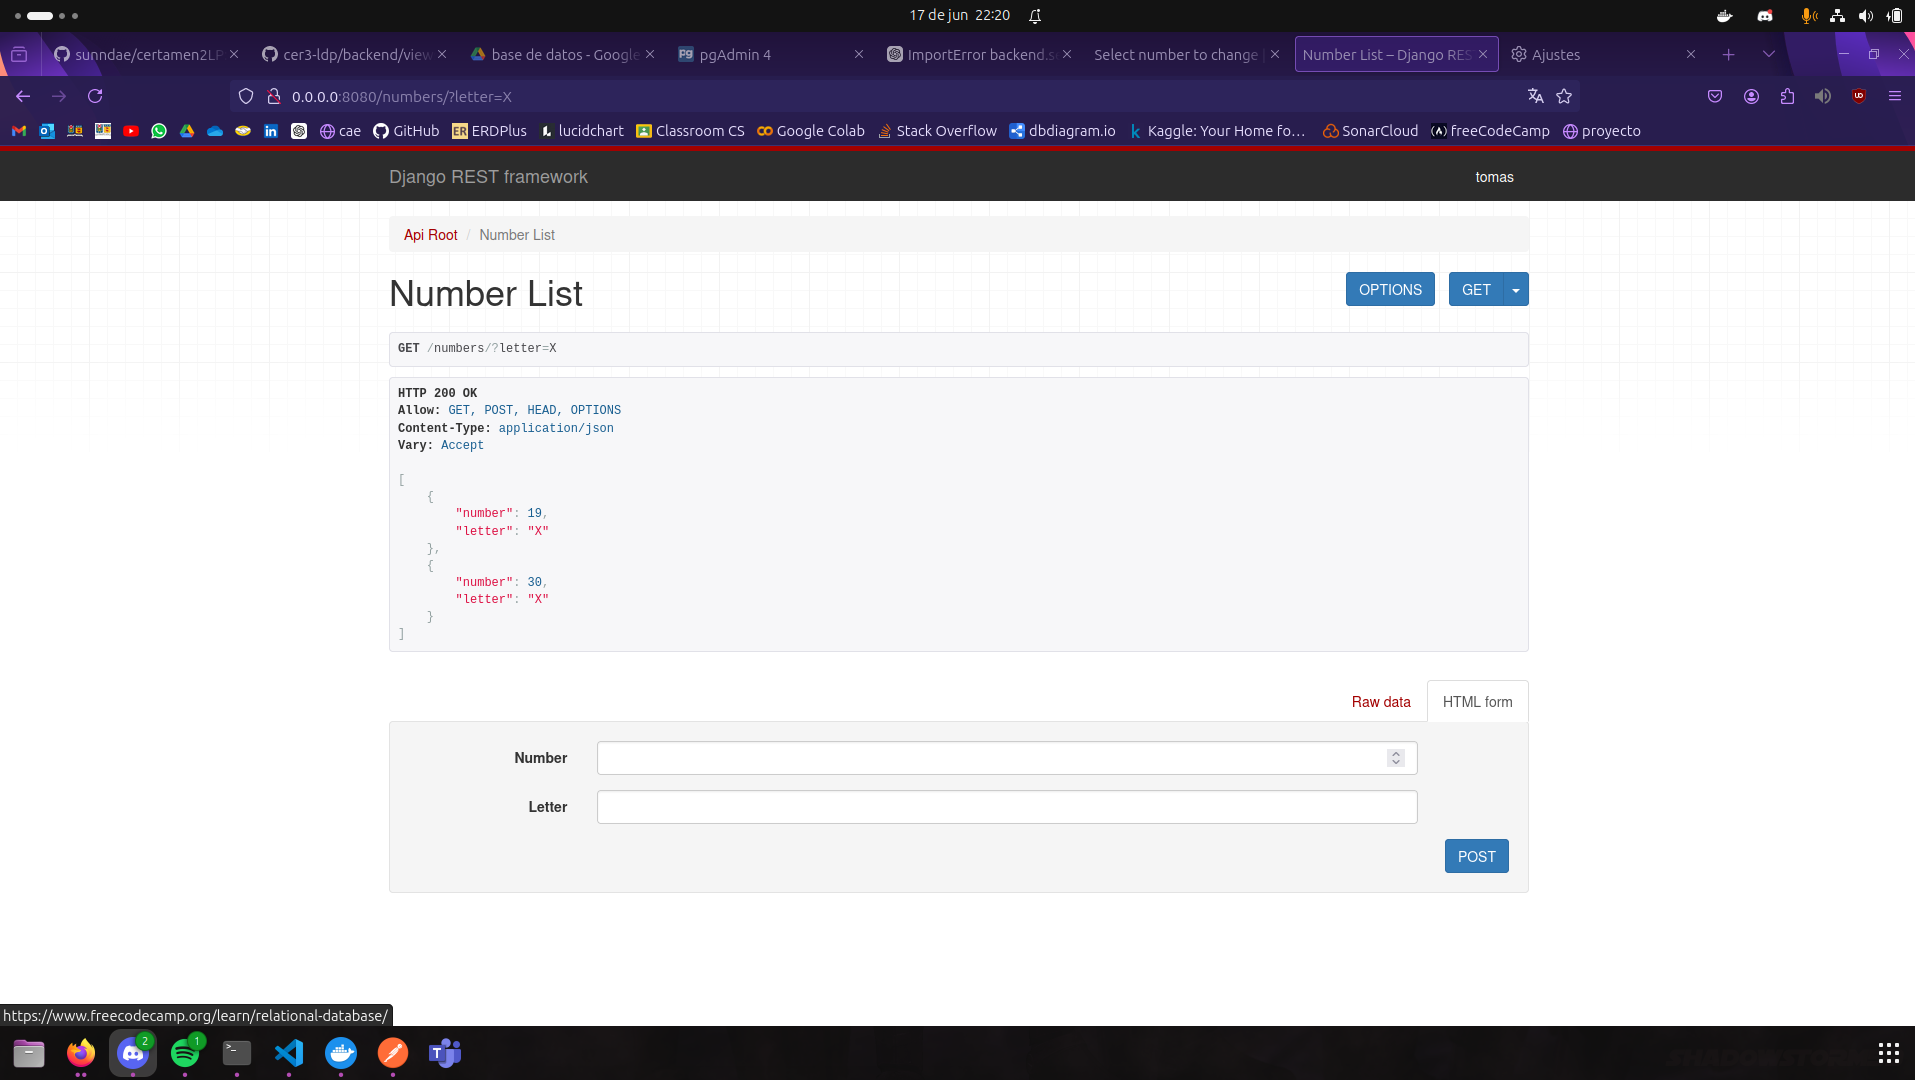 17 de jun 22:20
sunndae/certamen2LP
cer3-ldp/backend/view
base de datos - Google
pgAdmin 4
ImportError backend.se
Select number to change |
Number List – Django RES
Ajustes
0.0.0.0:8080/numbers/?letter=X
cae
GitHub
ERDPlus
lucidchart
Classroom CS
Google Colab
Stack Overflow
dbdiagram.io
Kaggle: Your Home fo…
SonarCloud
freeCodeCamp
proyecto
Django REST framework
tomas
Api Root / Number List
Number List
OPTIONS
GET
GET /numbers/?letter=X
HTTP 200 OK
Allow: GET, POST, HEAD, OPTIONS
Content-Type: application/json
Vary: Accept
[
{
"number": 19,
"letter": "X"
},
{
"number": 30,
"letter": "X"
}
]
Raw data
HTML form
Number
Letter
POST
https://www.freecodecamp.org/learn/relational-database/
2
1